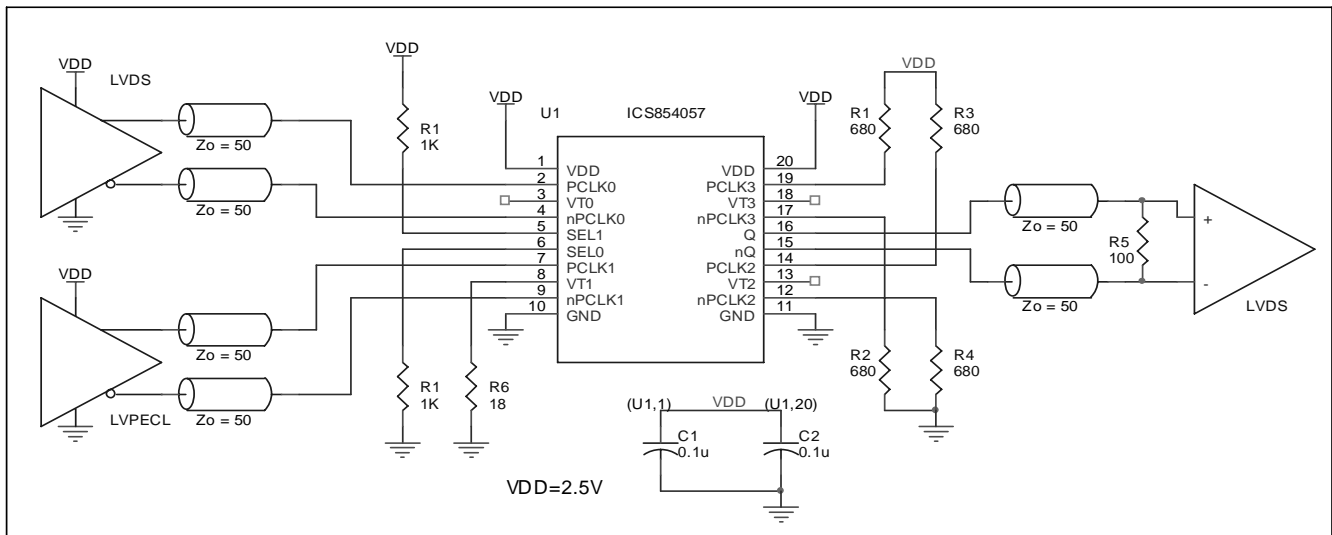 VDD
LVDS
Zo = 50
Zo = 50
VDD
R1
1K
VDD
U1
ICS854057
VDD
VDD
R1
680
R3
680
1
VDD
2
PCLK0
3
VT0
4
nPCLK0
5
SEL1
6
SEL0
7
PCLK1
8
VT1
9
nPCLK1
10
GND
20
VDD
19
PCLK3
18
VT3
17
nPCLK3
16
Q
15
nQ
14
PCLK2
13
VT2
12
nPCLK2
11
GND
Zo = 50
Zo = 50
R5
100
+
-
LVDS
VDD
Zo = 50
Zo = 50
LVPECL
R1
1K
R6
18
R2
680
R4
680
(U1,1)
VDD
(U1,20)
C1
0.1u
C2
0.1u
VDD=2.5V